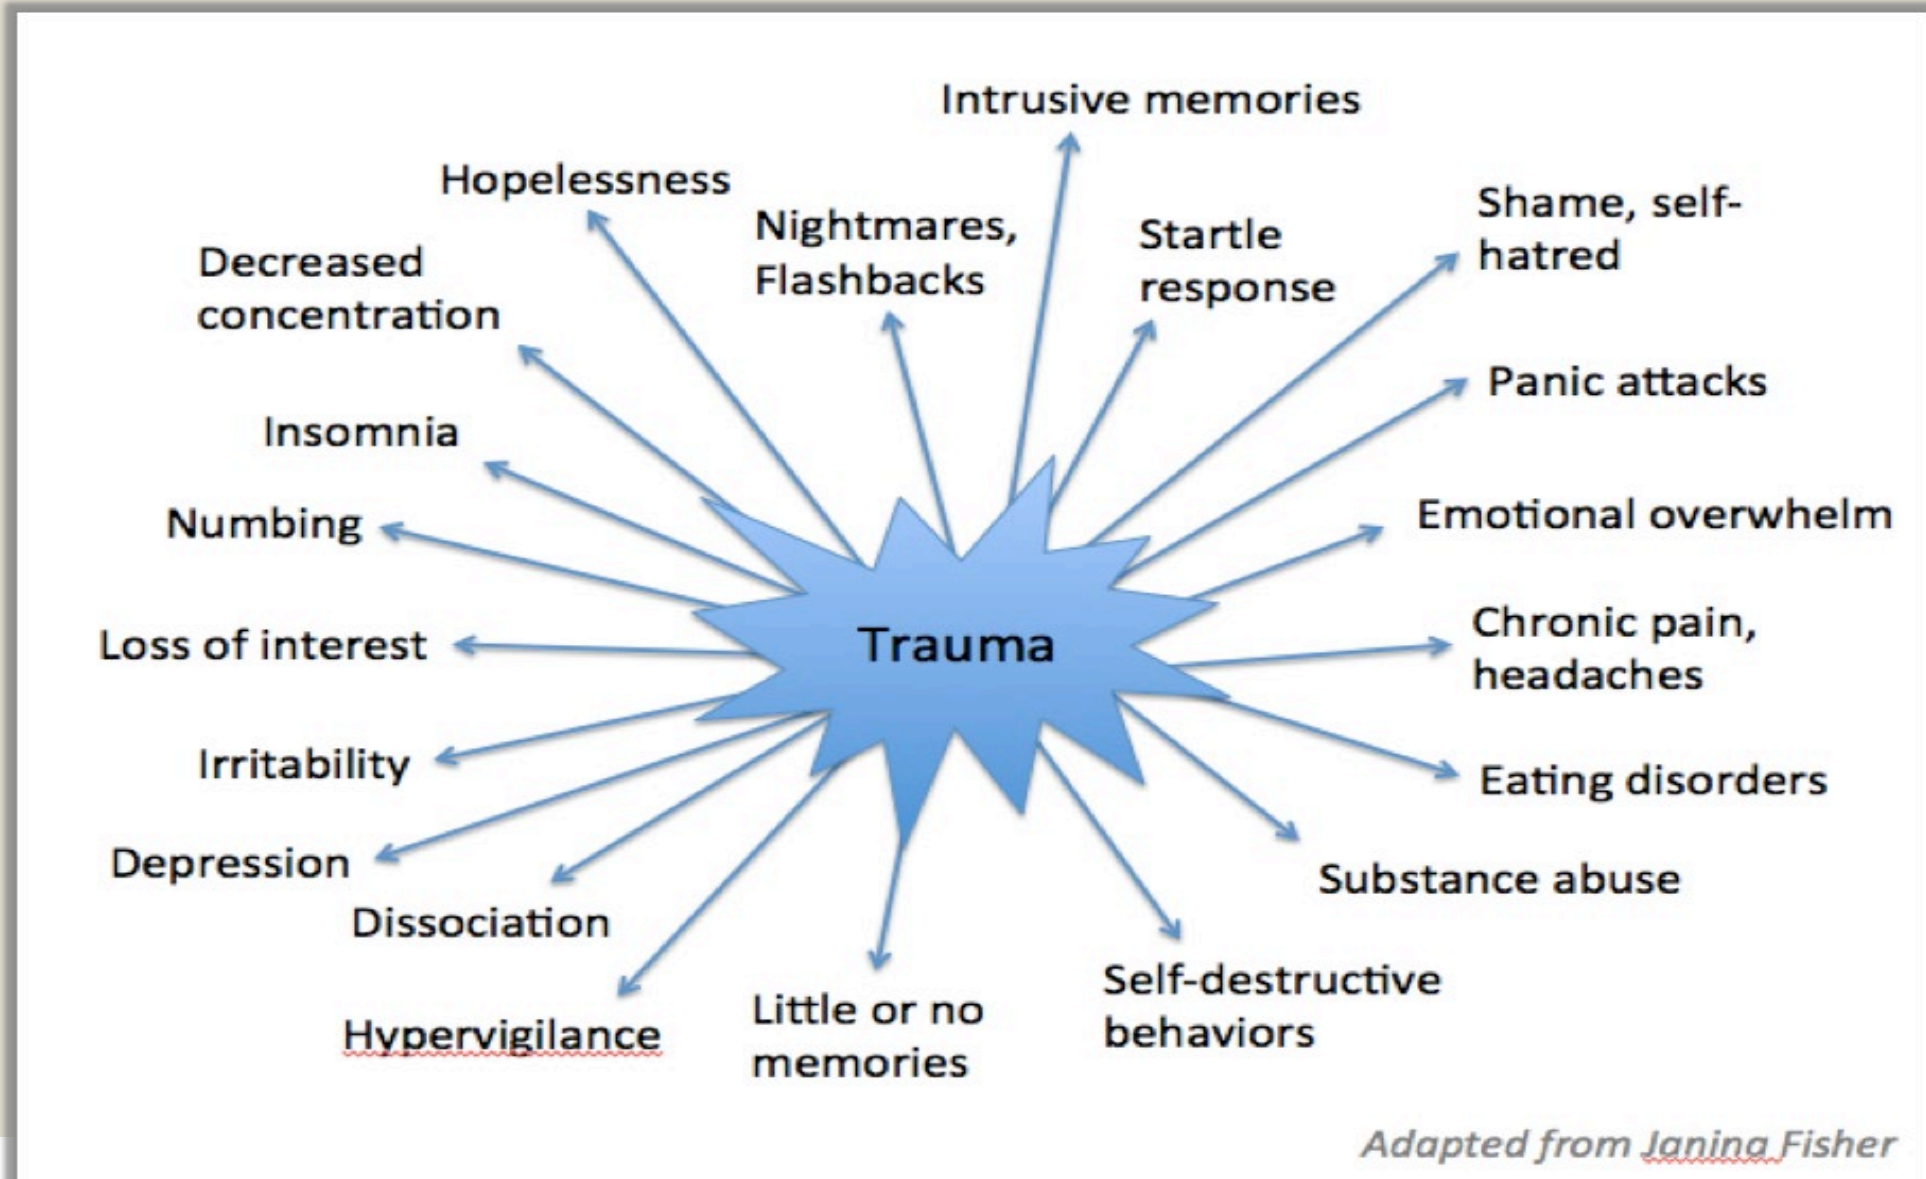 Intrusive memories
Hopelessness
Nightmares,
Flashbacks
Startle
response
Shame, self-
hatred
Decreased
concentration
Panic attacks
Insomnia
Numbing
Emotional overwhelm
Loss of interest
Trauma
Chronic pain,
headaches
Irritability
Eating disorders
Depression
Substance abuse
Dissociation
Hypervigilance
Little or no
memories
Self-destructive
behaviors
Adapted from Janina Fisher